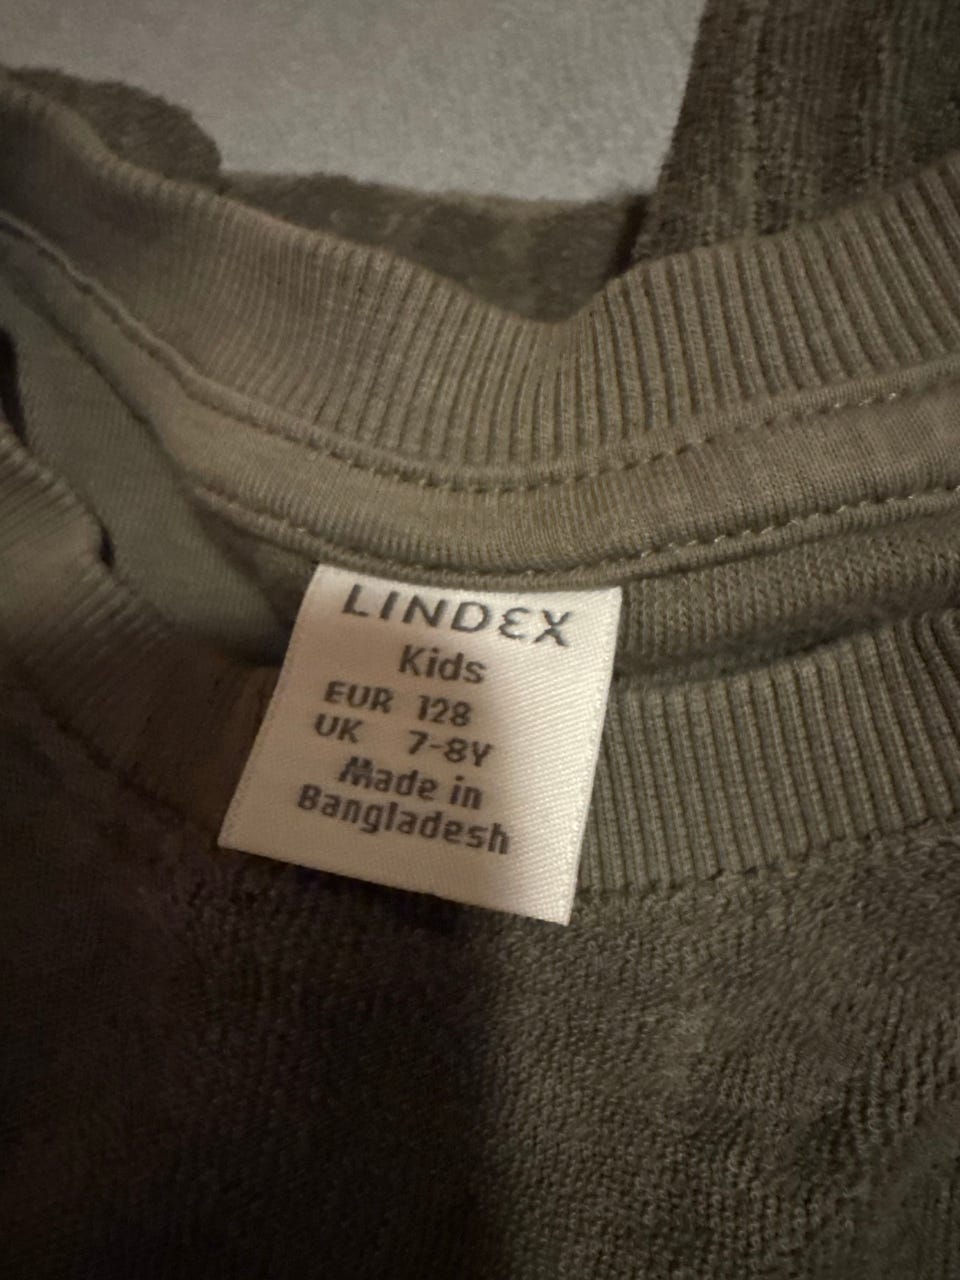 LINDEX
Kids
EUR 128
UK 7-8Y
Made in
Bangladesh